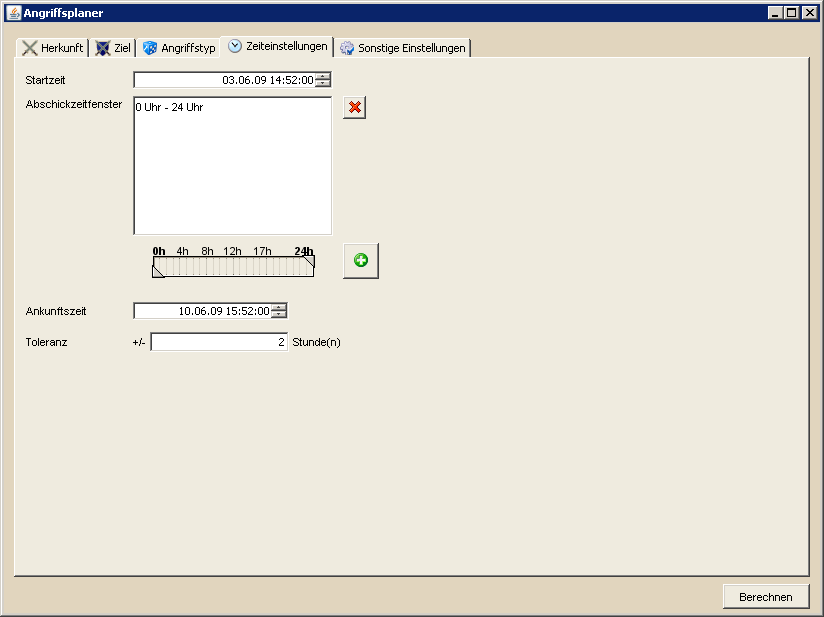 Angriffsplaner
Herkunft Ziel Angriffstyp Zeiteinstellungen Sonstige Einstellungen
Startzeit 03.06.09 14:52:00
Abschickzeitfenster 0 Uhr - 24 Uhr
0h 4h 8h 12h 17h 24h
Ankunftszeit 10.06.09 15:52:00
Toleranz +/- 2 Stunde(n)
Berechnen